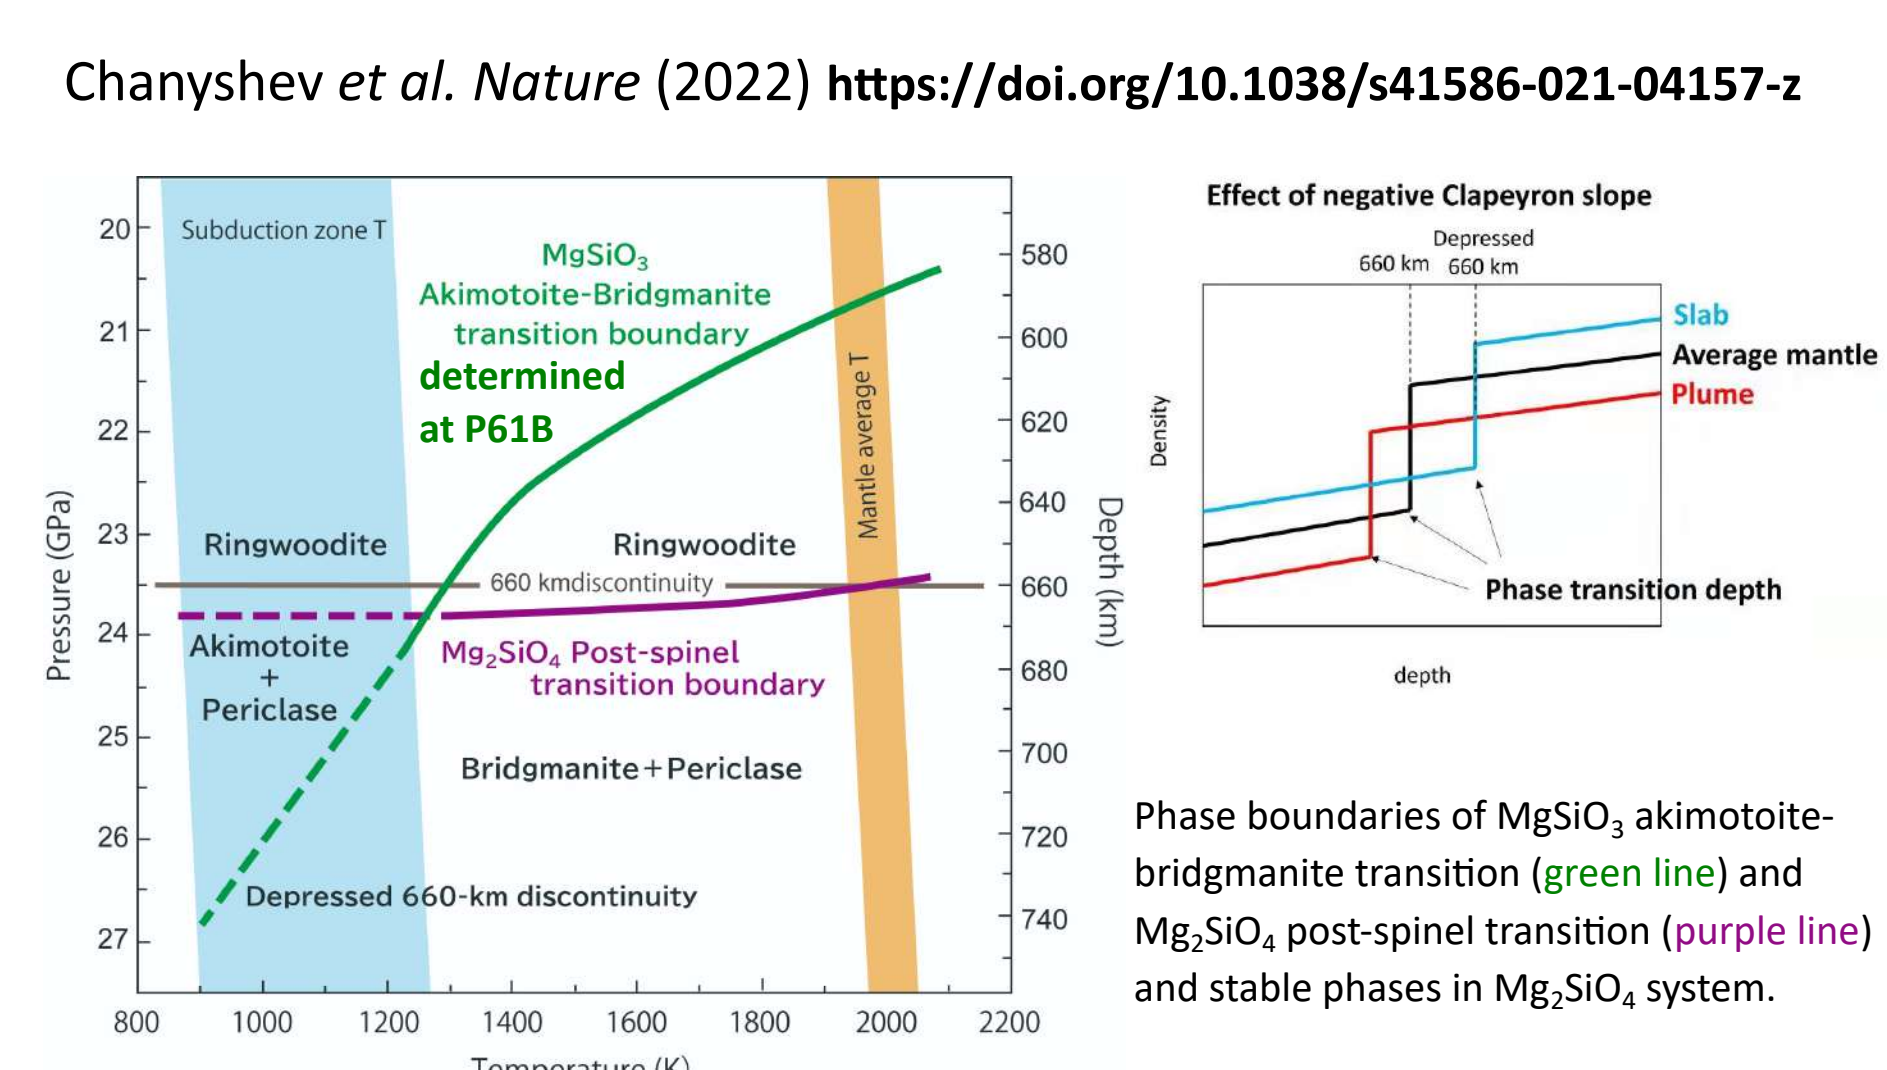 Chanyshev et al. Nature (2022) https://doi.org/10.1038/s41586-021-04157-z
Subduction zone T
MgSiO₃
Akimotoite-Bridgmanite
transition boundary
determined
at P61B
Mantle average T
Ringwoodite
Ringwoodite
660 kmdiscontinuity
Akimotoite
+
Periclase
Mg₂SiO₄ Post-spinel
transition boundary
Bridgmanite+Periclase
Depressed 660-km discontinuity
Pressure (GPa)
20
21
22
23
24
25
26
27
Depth (km)
580
600
620
640
660
680
700
720
740
800 1000 1200 1400 1600 1800 2000 2200
Temperature (K)
Effect of negative Clapeyron slope
Depressed
660 km 660 km
Slab
Average mantle
Plume
Density
Phase transition depth
depth
Phase boundaries of MgSiO₃ akimotoite-
bridgmanite transition (green line) and
Mg₂SiO₄ post-spinel transition (purple line)
and stable phases in Mg₂SiO₄ system.